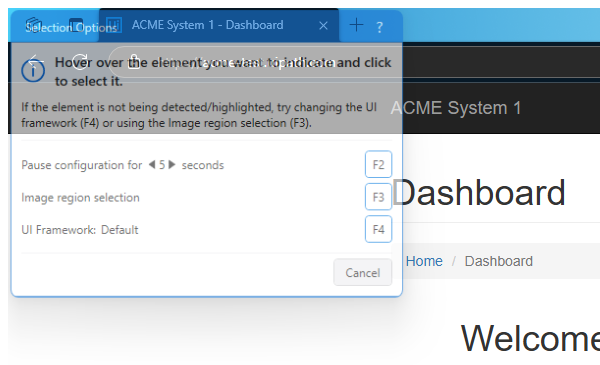 Selection Options
ACME System 1 - Dashboard
?
Hover over the element you want to indicate and click
to select it.
If the element is not being detected/highlighted, try changing the UI
framework (F4) or using the Image region selection (F3).
ACME System 1
Pause configuration for 5 seconds
F2
Image region selection
F3
UI Framework: Default
F4
Cancel
Dashboard
Home / Dashboard
Welcome